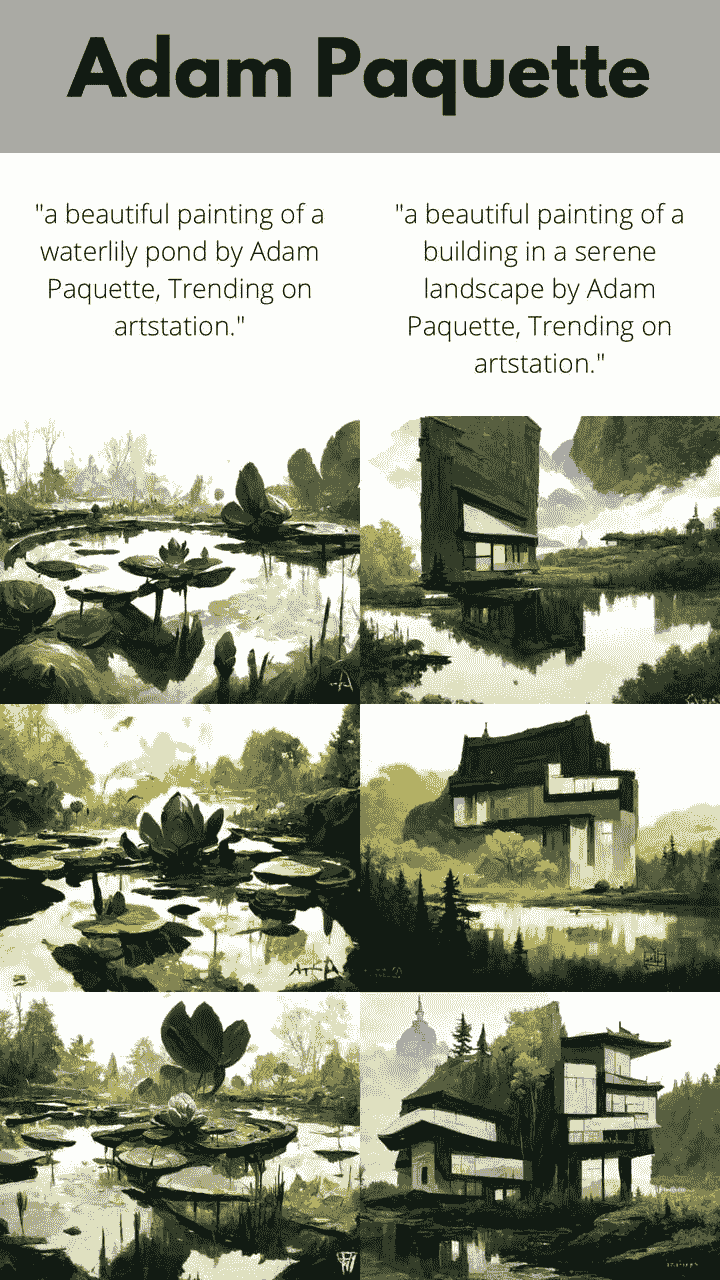 Adam Paquette
"a beautiful painting of a
waterlily pond by Adam
Paquette, Trending on
artstation."
"a beautiful painting of a
building in a serene
landscape by Adam
Paquette, Trending on
artstation."